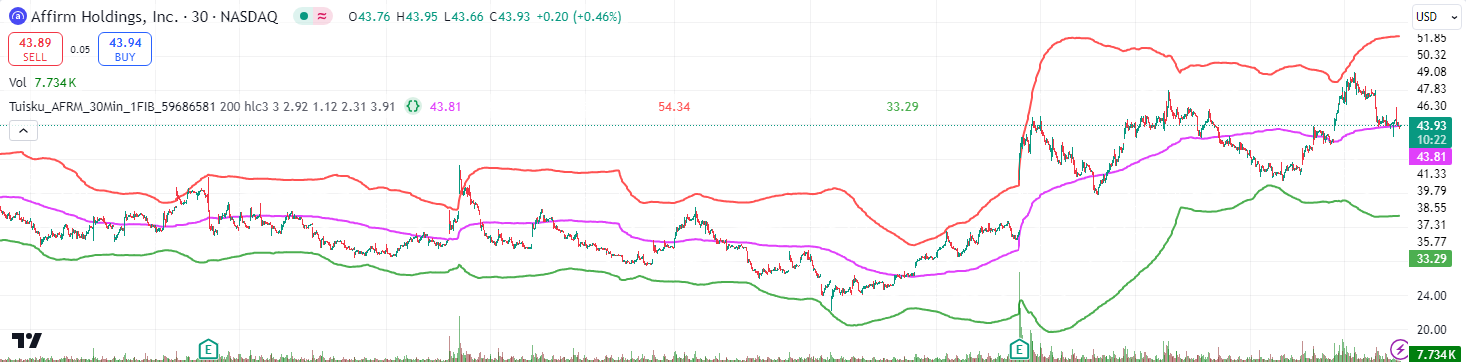 Affirm Holdings, Inc. · 30 · NASDAQ O43.76 H43.95 L43.66 C43.93 +0.20 (+0.46%)
USD
43.89 SELL
0.05
43.94 BUY
Vol 7.734 K
Tuisku_AFRM_30Min_1FIB_59686581 200 hlc3 3 2.92 1.12 2.31 3.91 {} 43.81 54.34 33.29
51.85
50.32
49.08
47.83
46.30
43.93
10:22
43.81
41.33
39.79
38.55
37.31
35.77
33.29
24.00
20.00
7.734 K
E
E